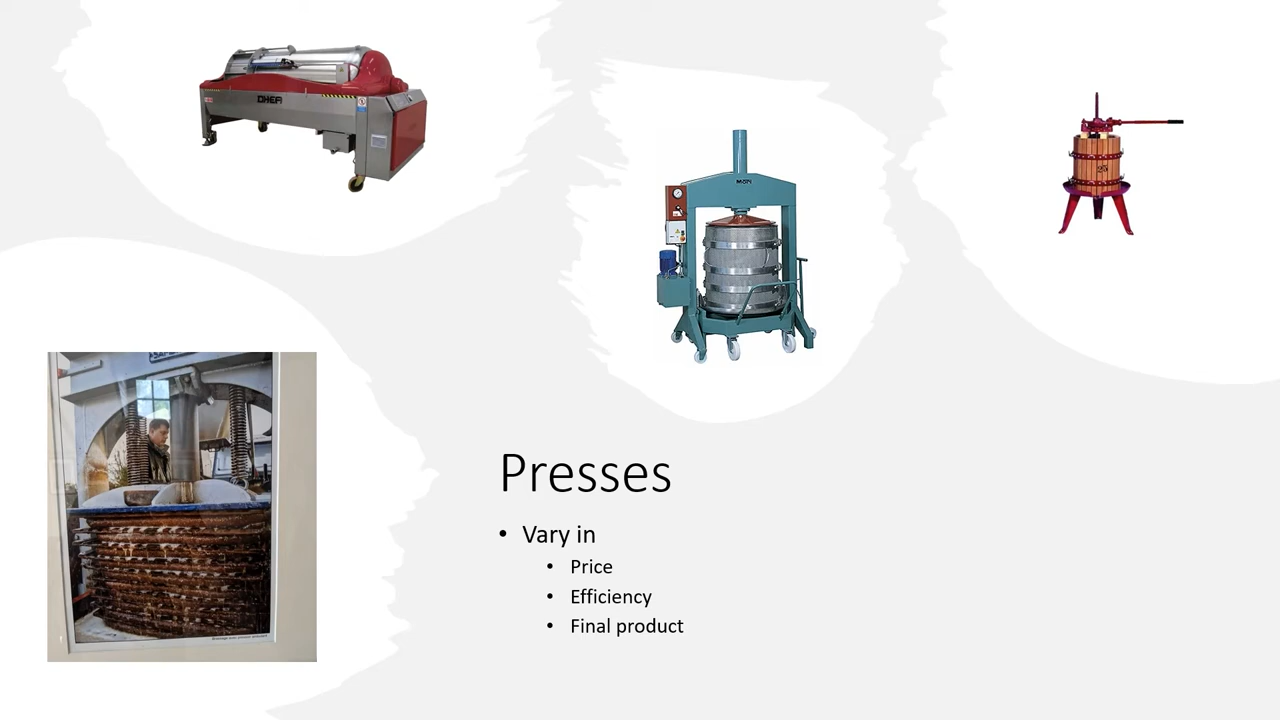 Presses
• Vary in
• Price
• Efficiency
• Final product